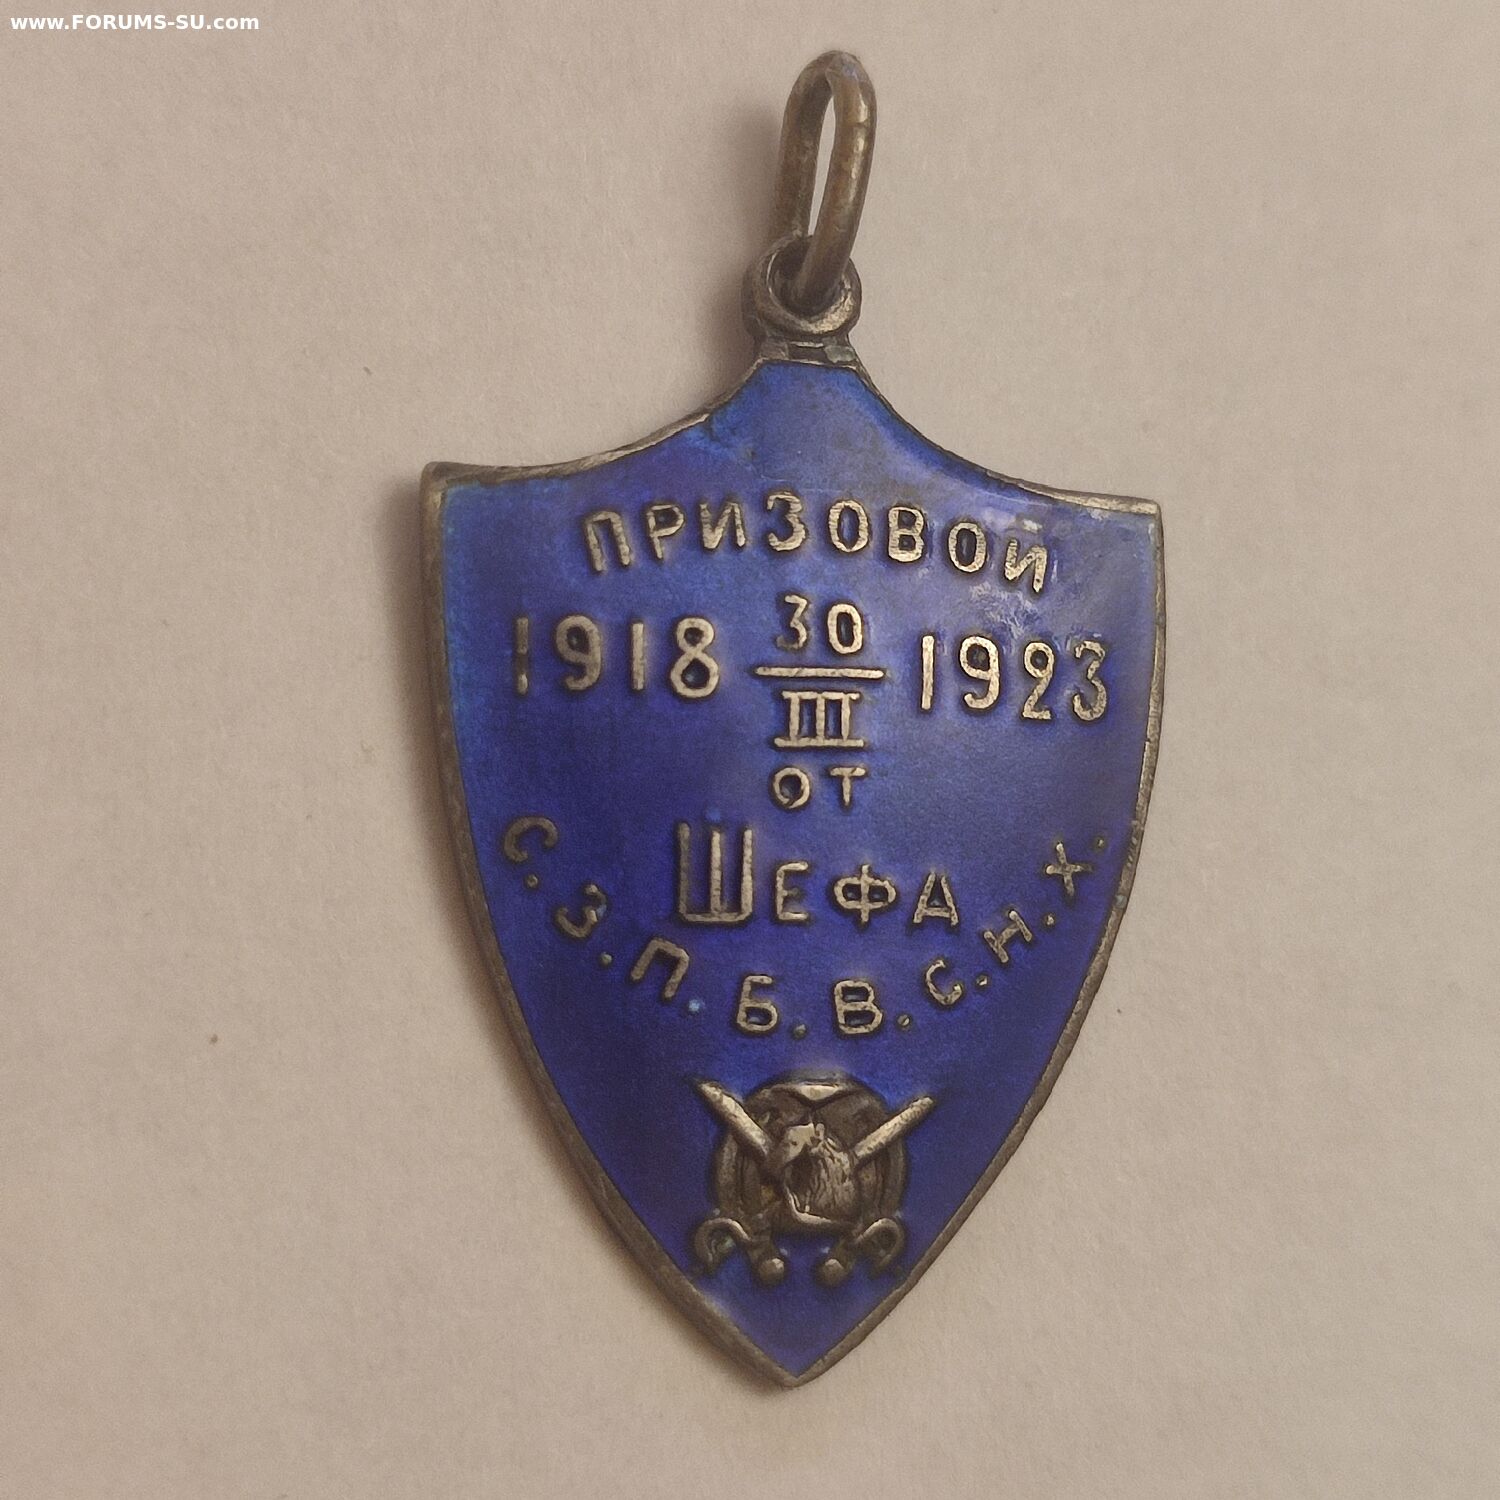 www.FORUMS-SU.com
ПРИЗОВОЙ
1918 30 1923
III
ОТ
ШЕФА
С.З.П.Б.В.С.Н.Х.